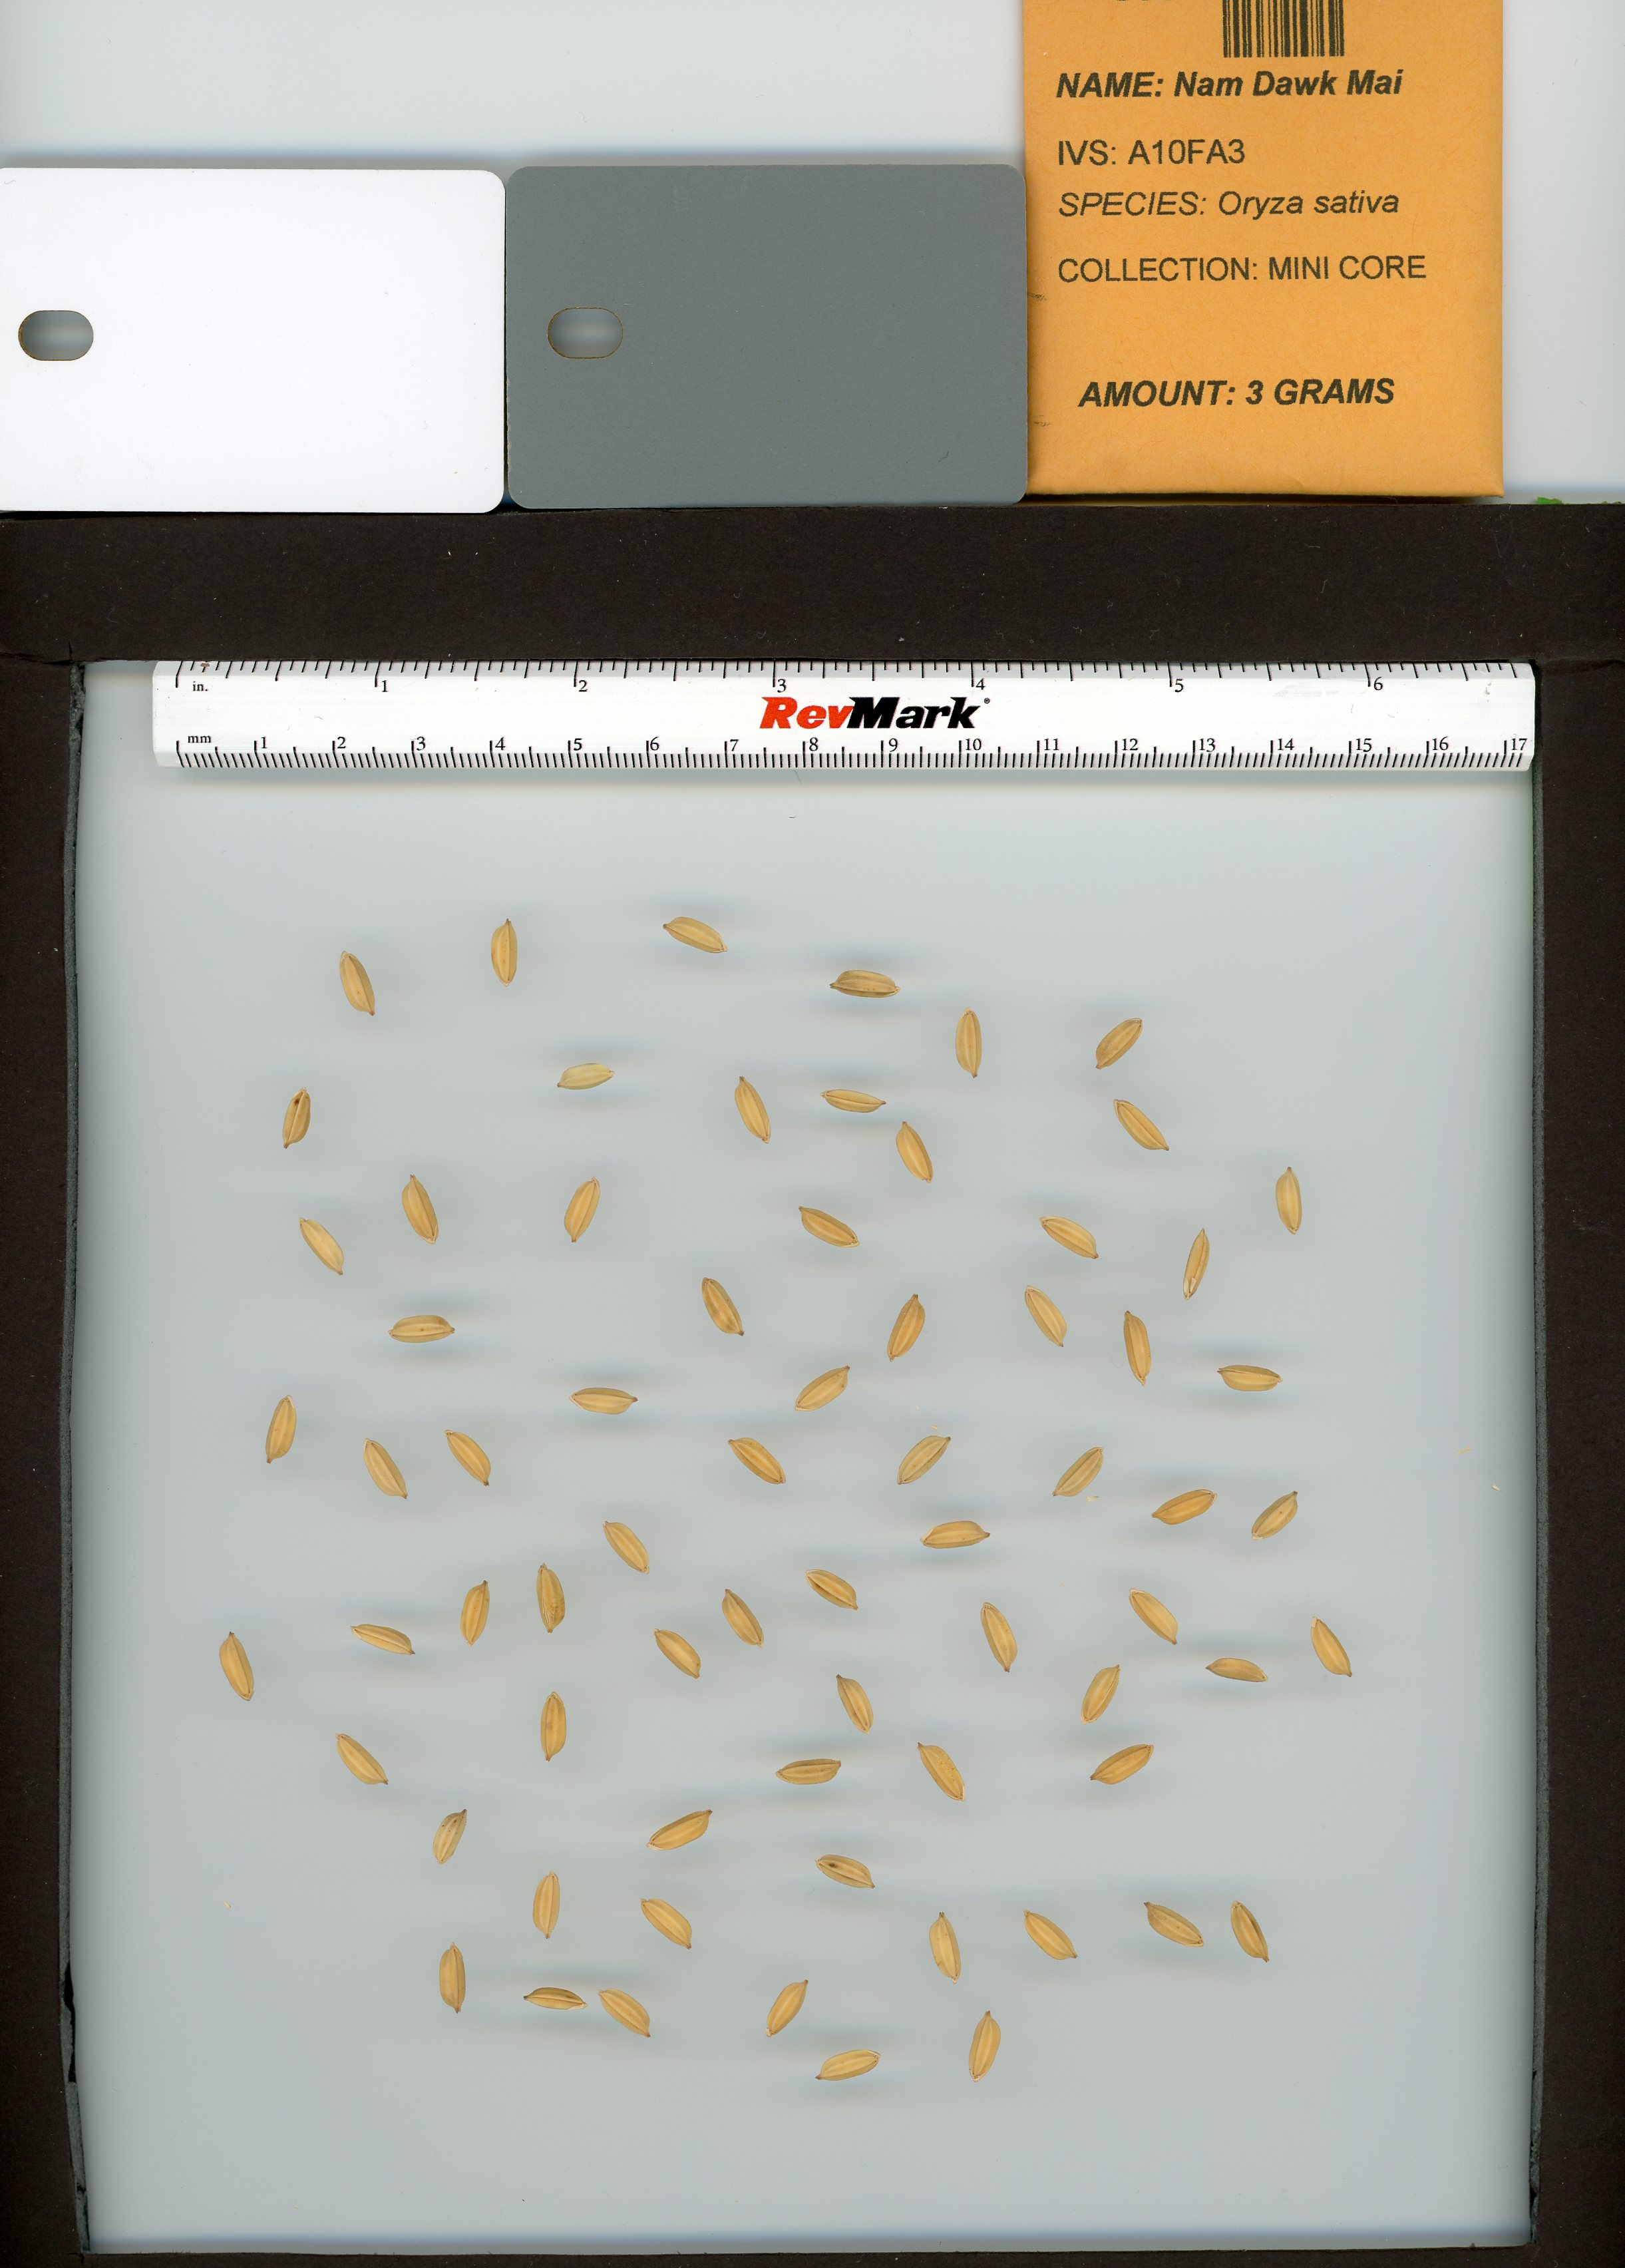 NAME: Nam Dawk Mai
IVS: A10FA3
SPECIES: Oryza sativa
COLLECTION: MINI CORE
AMOUNT: 3 GRAMS
in. 1 2 3 4 5 6
RevMark®
mm 1 2 3 4 5 6 7 8 9 10 11 12 13 14 15 16 17